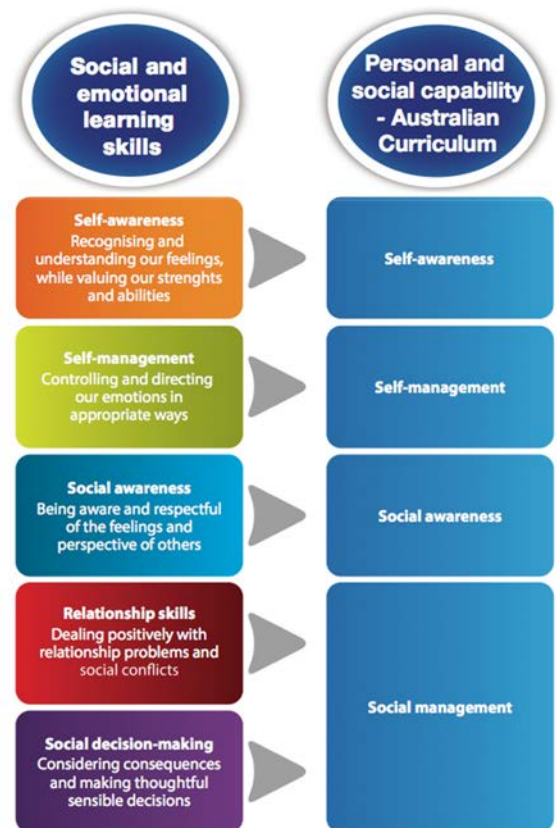 Social and
emotional
learning
skills
Personal and
social capability
- Australian
Curriculum
Self-awareness
Recognising and
understanding our feelings,
while valuing our strenghts
and abilities
Self-awareness
Self-management
Controlling and directing
our emotions in
appropriate ways
Self-management
Social awareness
Being aware and respectful
of the feelings and
perspective of others
Social awareness
Relationship skills
Dealing positively with
relationship problems and
social conflicts
Social decision-making
Considering consequences
and making thoughtful
sensible decisions
Social management